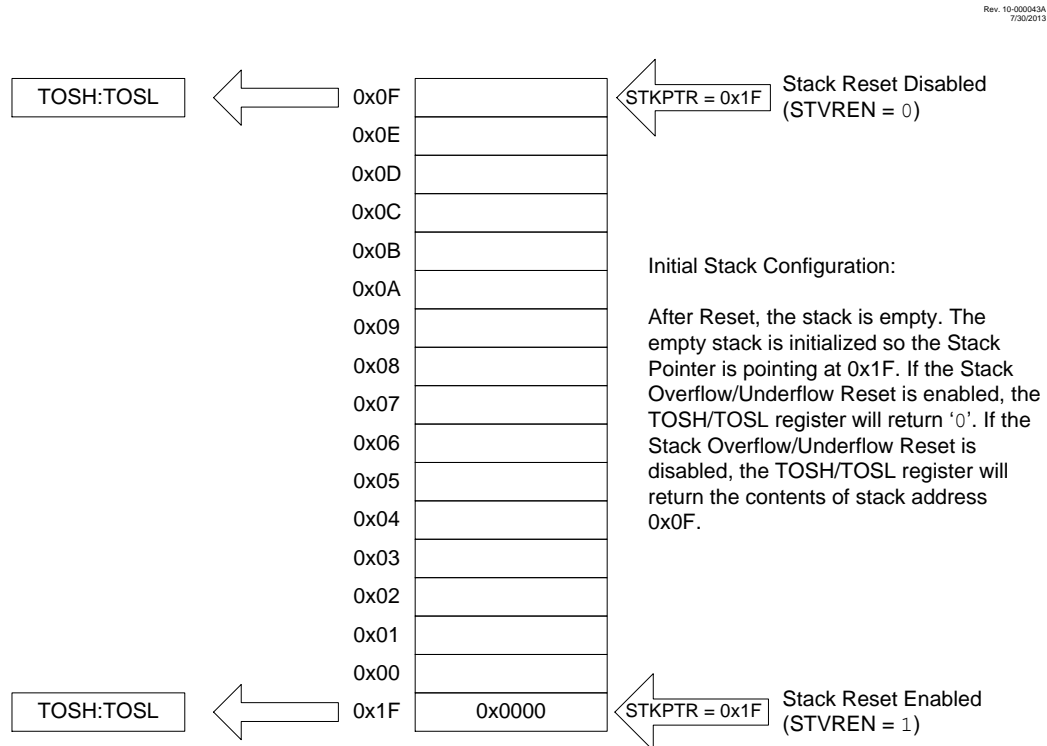 Rev. 10-000043A
7/30/2013
TOSH:TOSL
0x0F
STKPTR = 0x1F
Stack Reset Disabled
(STVREN = 0)
0x0E
0x0D
0x0C
0x0B
0x0A
0x09
0x08
0x07
0x06
0x05
0x04
0x03
0x02
0x01
0x00
Initial Stack Configuration:
After Reset, the stack is empty. The
empty stack is initialized so the Stack
Pointer is pointing at 0x1F. If the Stack
Overflow/Underflow Reset is enabled, the
TOSH/TOSL register will return ‘0’. If the
Stack Overflow/Underflow Reset is
disabled, the TOSH/TOSL register will
return the contents of stack address
0x0F.
TOSH:TOSL
0x1F
0x0000
STKPTR = 0x1F
Stack Reset Enabled
(STVREN = 1)